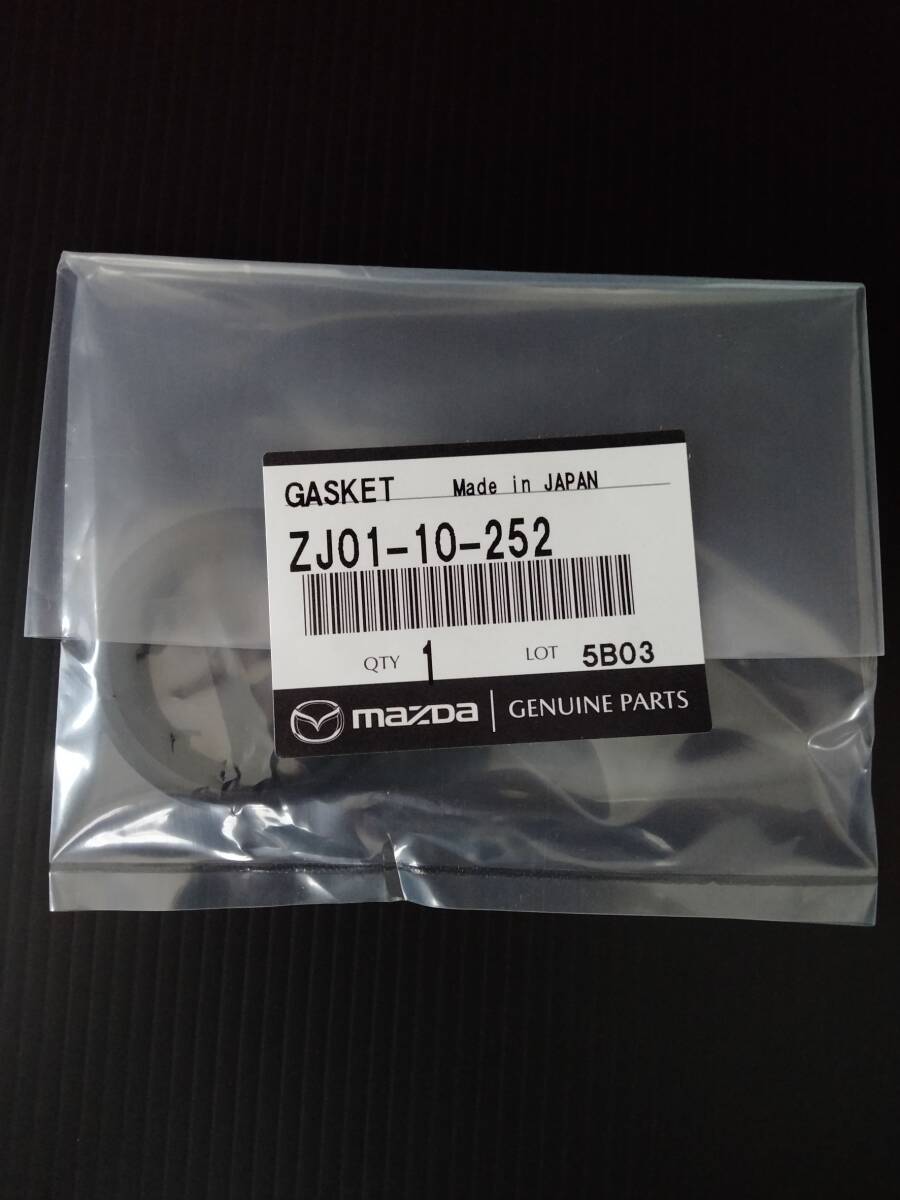 GASKET Made in JAPAN
ZJ01-10-252
QTY 1 LOT 5B03
mazda GENUINE PARTS